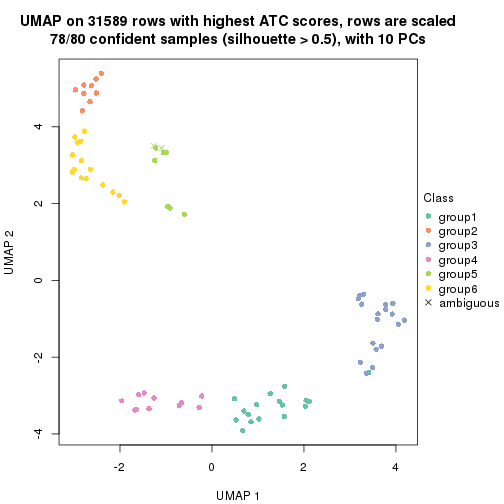 UMAP on 31589 rows with highest ATC scores, rows are scaled
78/80 confident samples (silhouette > 0.5), with 10 PCs
UMAP 2
4
2
0
-2
-4
-2
0
2
4
UMAP 1
Class
group1
group2
group3
group4
group5
group6
ambiguous